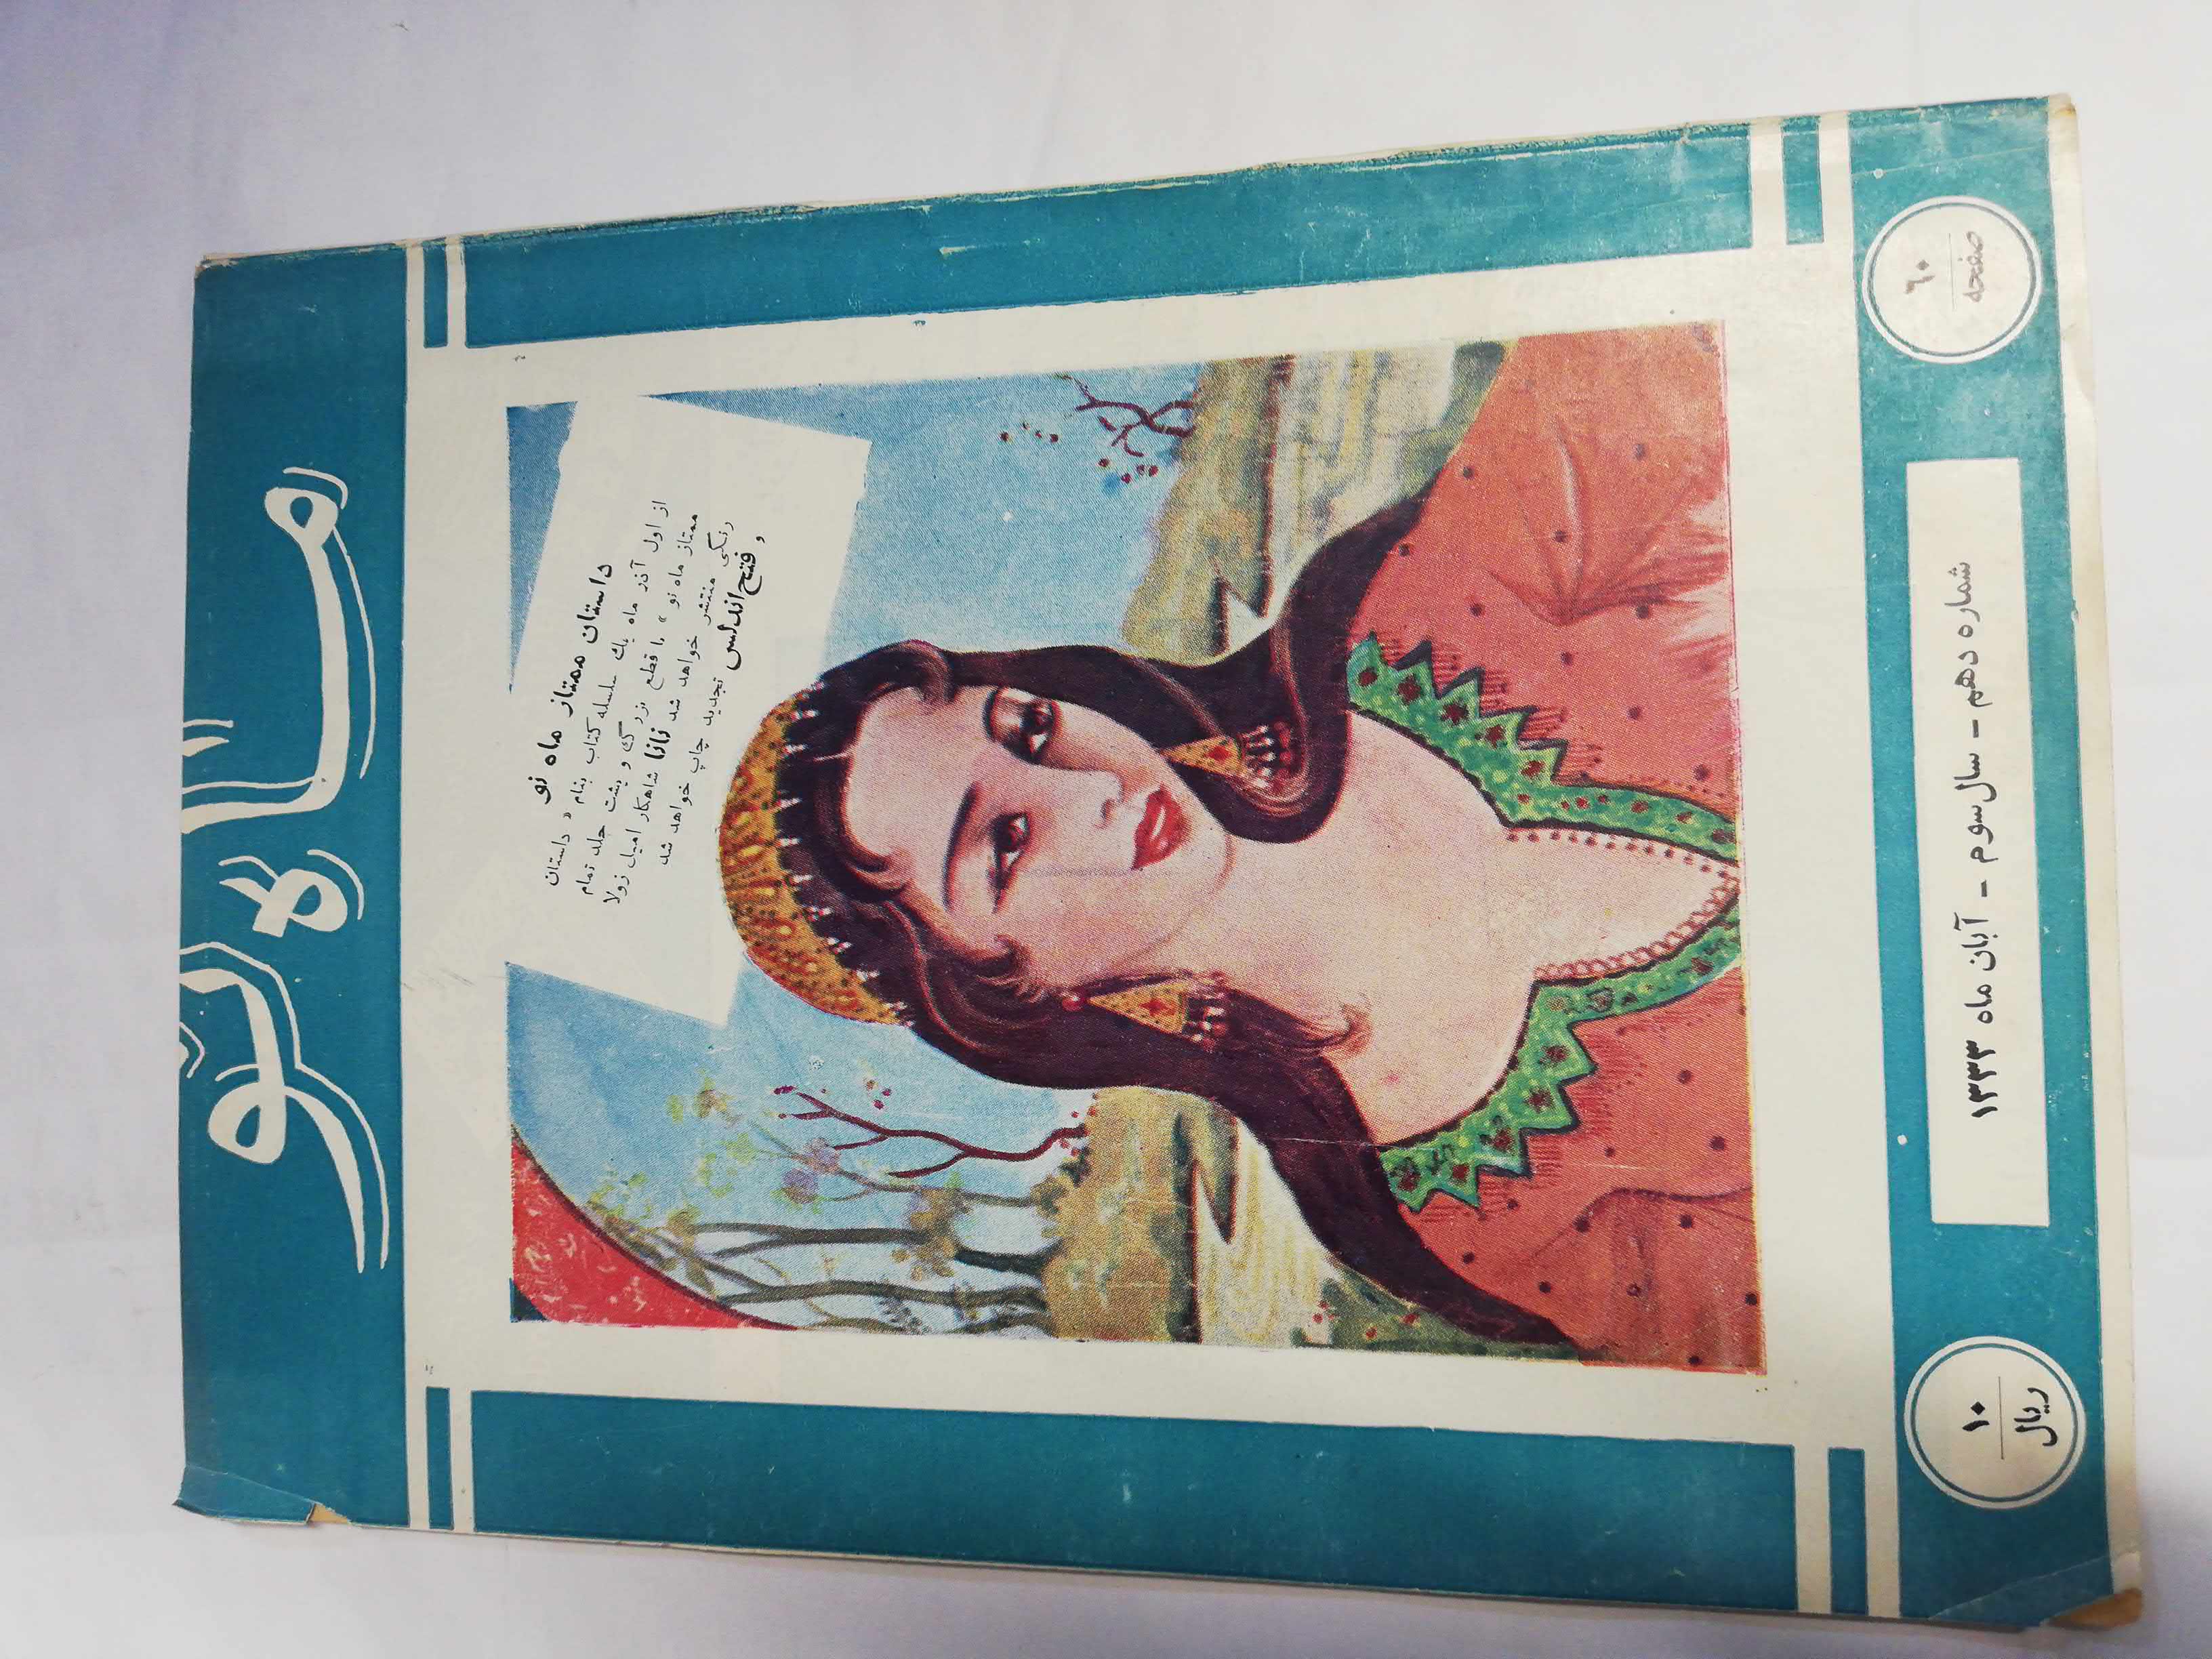 ماه نو
داستان ممتاز ماه نو
از اول آذر ماه یك سلسله کتاب بنام « داستان
ممتاز ماه نو » با قطع بزرگ و پشت جلد تمام
رنگی منتشر خواهد شد نانا شاهکار امیل زولا
و فتح اندلس تجدید چاپ خواهد شد
شماره دهم - سال سوم - آبان ماه ۱۳۳۳
۶۰
صفحه
۱۰
ریال